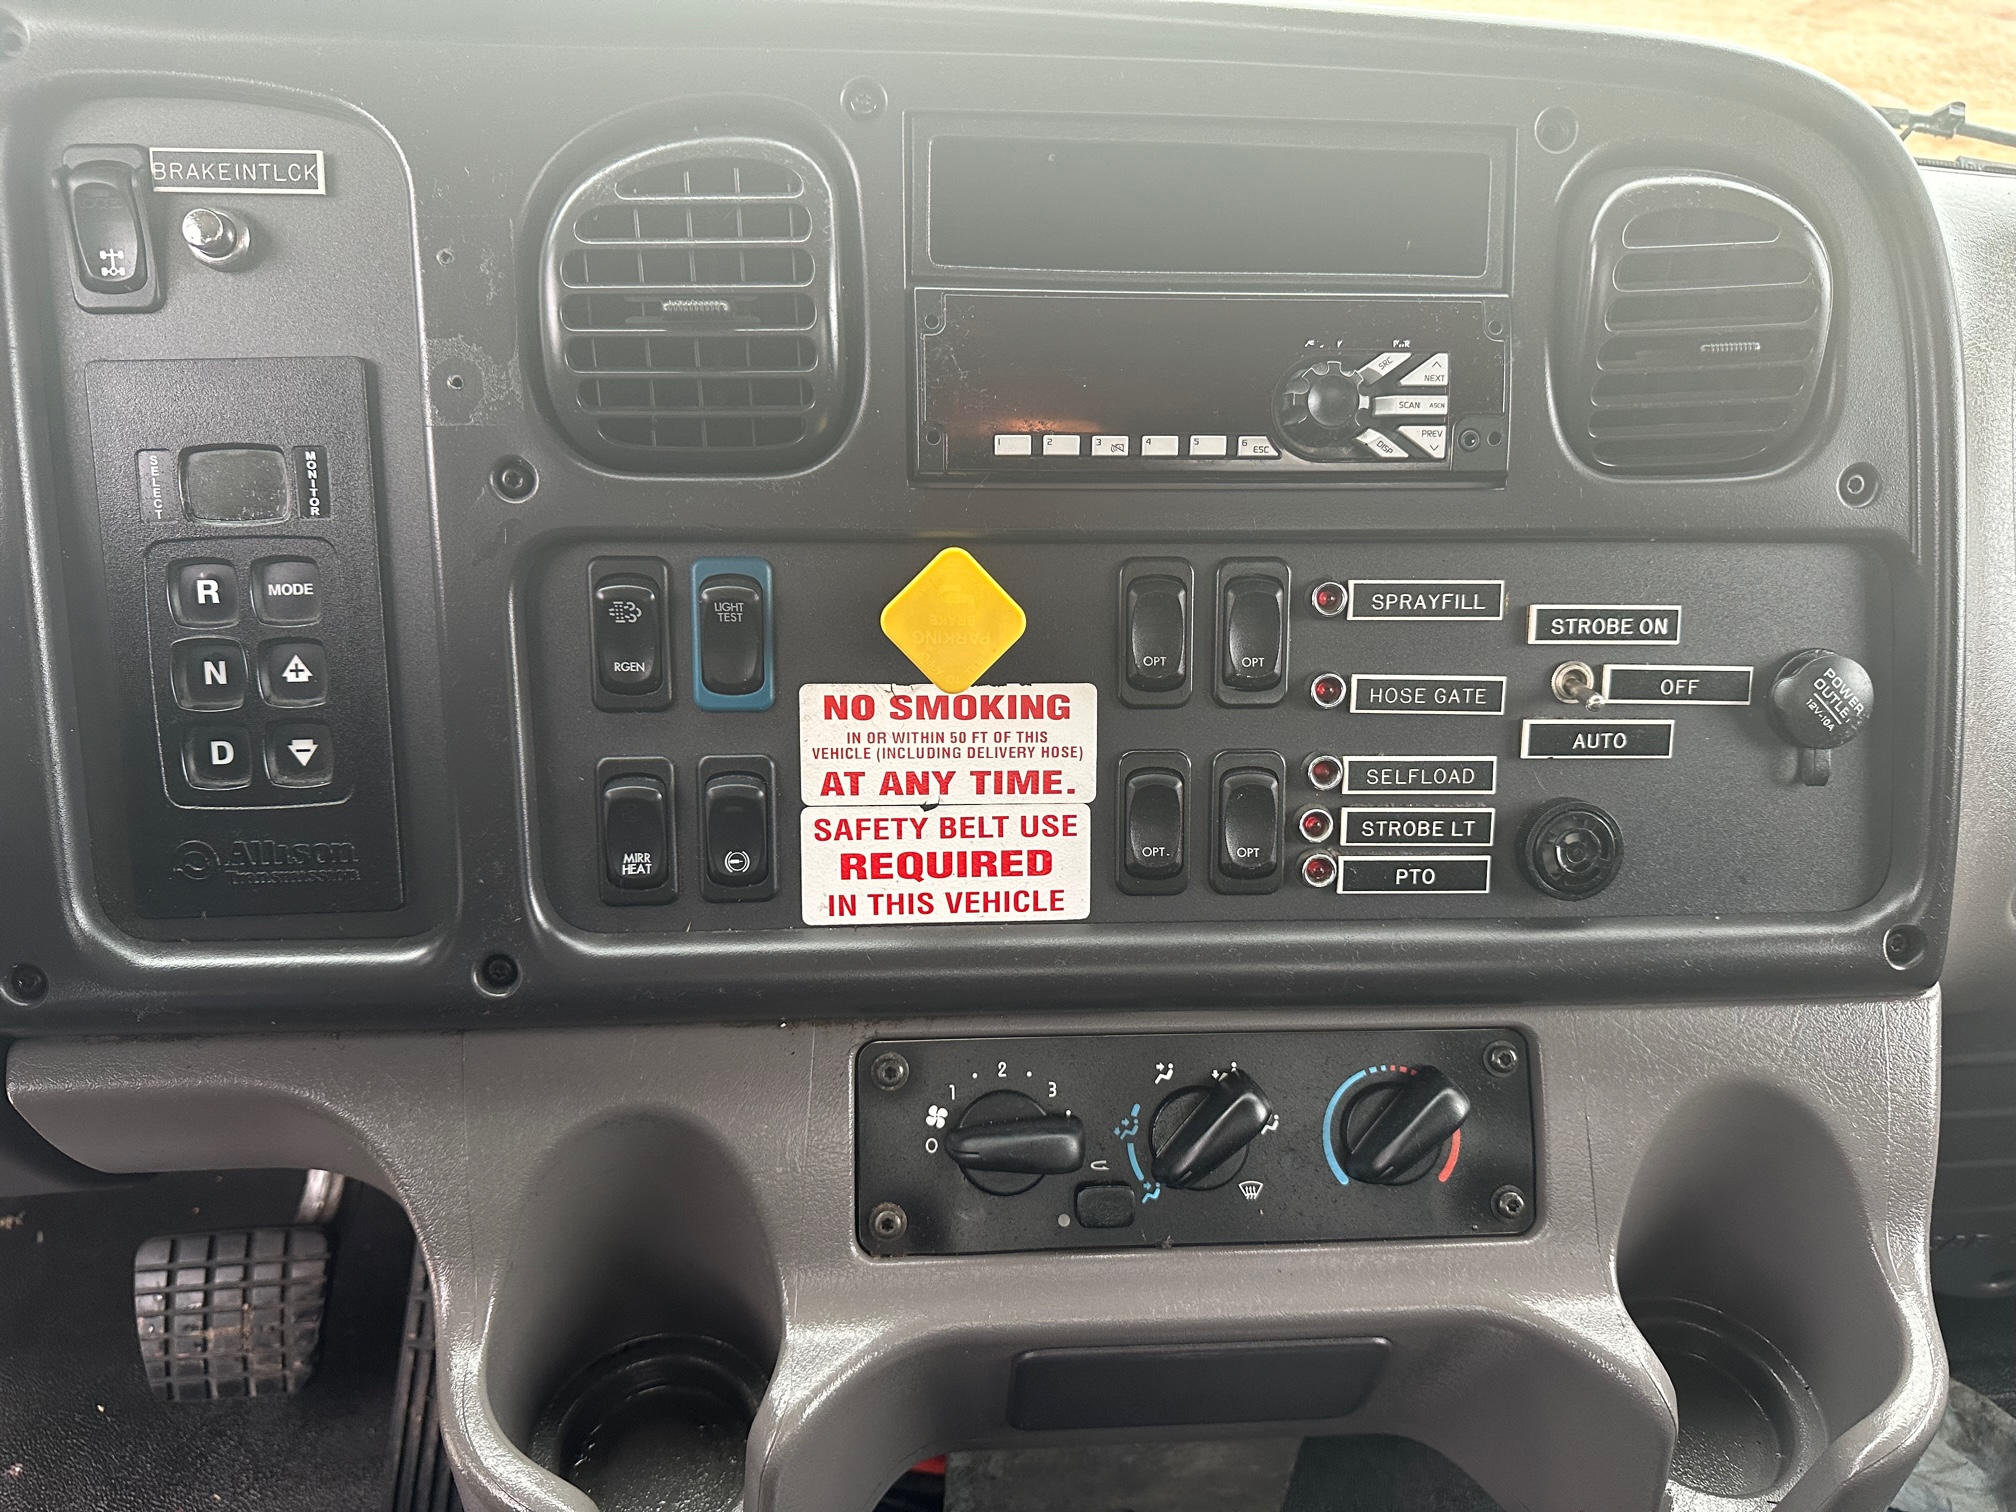 BRAKEINTLCK
SELECT
MONITOR
R
MODE
N
D
Allison
Transmission
SRC
NEXT
SCAN
ASCN
PREV
DISP
1
2
3
4
5
6
ESC
RGEN
LIGHT
TEST
MIRR
HEAT
PARKING
BRAKE
NO SMOKING
IN OR WITHIN 50 FT OF THIS
VEHICLE (INCLUDING DELIVERY HOSE)
AT ANY TIME.
SAFETY BELT USE
REQUIRED
IN THIS VEHICLE
OPT
OPT
OPT
OPT
SPRAYFILL
HOSE GATE
SELFLOAD
STROBE LT
PTO
STROBE ON
OFF
AUTO
POWER
OUTLET
12V-10A
0
1
2
3